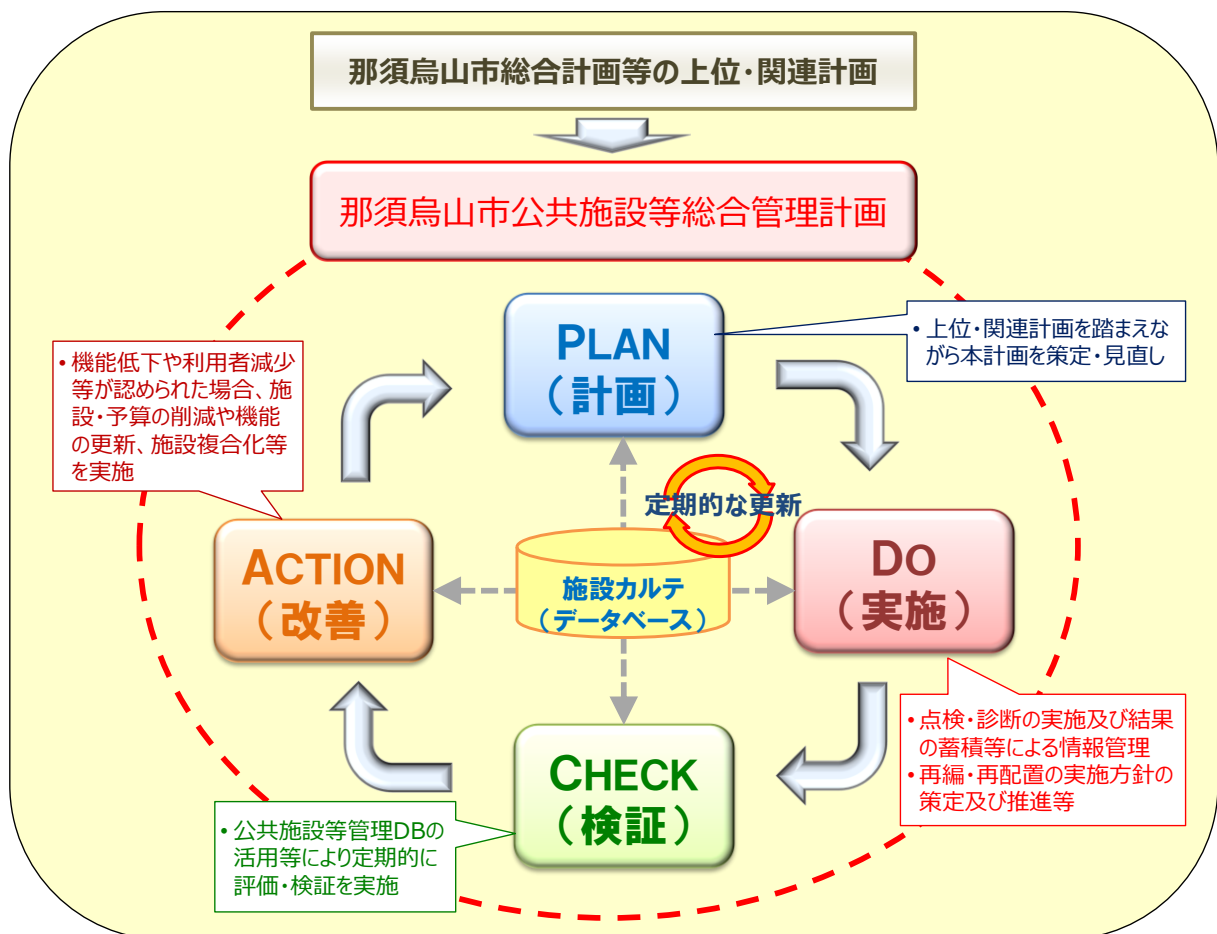 那須烏山市総合計画等の上位・関連計画
那須烏山市公共施設等総合管理計画
PLAN
（計画）
・上位・関連計画を踏まえな
がら本計画を策定・見直し
・機能低下や利用者減少
等が認められた場合、施
設・予算の削減や機能
の更新、施設複合化等
を実施
定期的な更新
ACTION
（改善）
施設カルテ
（データベース）
DO
（実施）
・点検・診断の実施及び結果
の蓄積等による情報管理
・再編・再配置の実施方針の
策定及び推進等
CHECK
（検証）
・公共施設等管理DBの
活用等により定期的に
評価・検証を実施